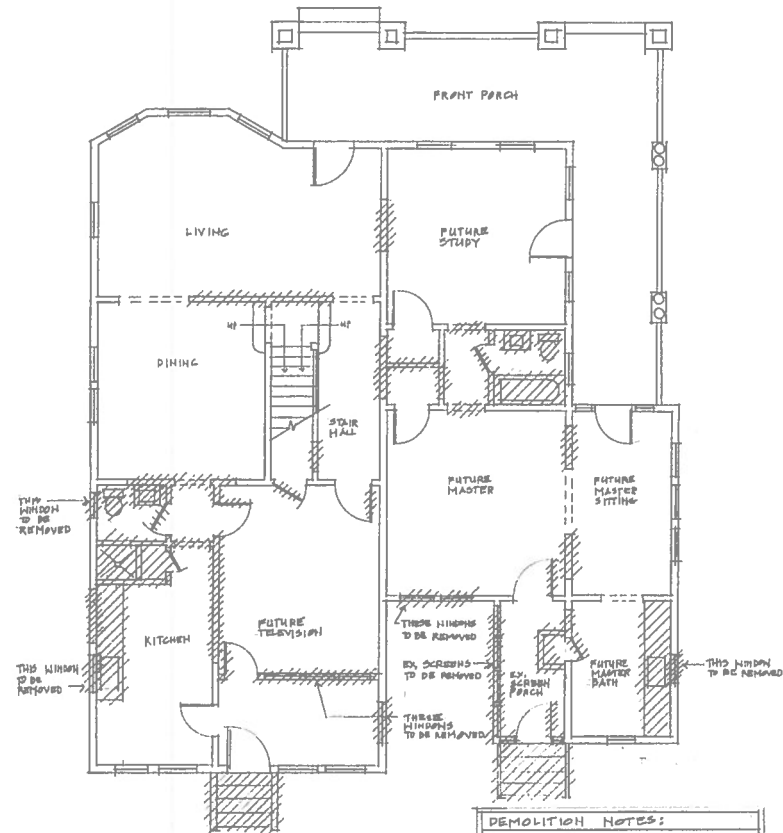 FRONT PORCH
LIVING
FUTURE
STUDY
UP
UP
DINING
STAIR
HALL
FUTURE
MASTER
FUTURE
MASTER
SITTING
THIS
WINDOW
TO BE
REMOVED
KITCHEN
FUTURE
TELEVISION
THESE WINDOWS
TO BE REMOVED
EX. SCREENS
TO BE REMOVED
EX.
SCREEN
PORCH
FUTURE
MASTER
BATH
THIS WINDOW
TO BE REMOVED
THIS WINDOW
TO BE
REMOVED
THESE
WINDOWS
TO BE REMOVED
DEMOLITION NOTES: